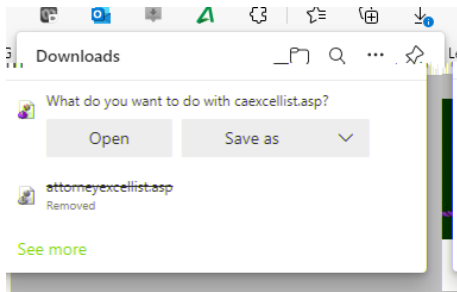 Downloads
What do you want to do with caexcellist.asp?
Open
Save as
attorneyexcellist.asp
Removed
See more